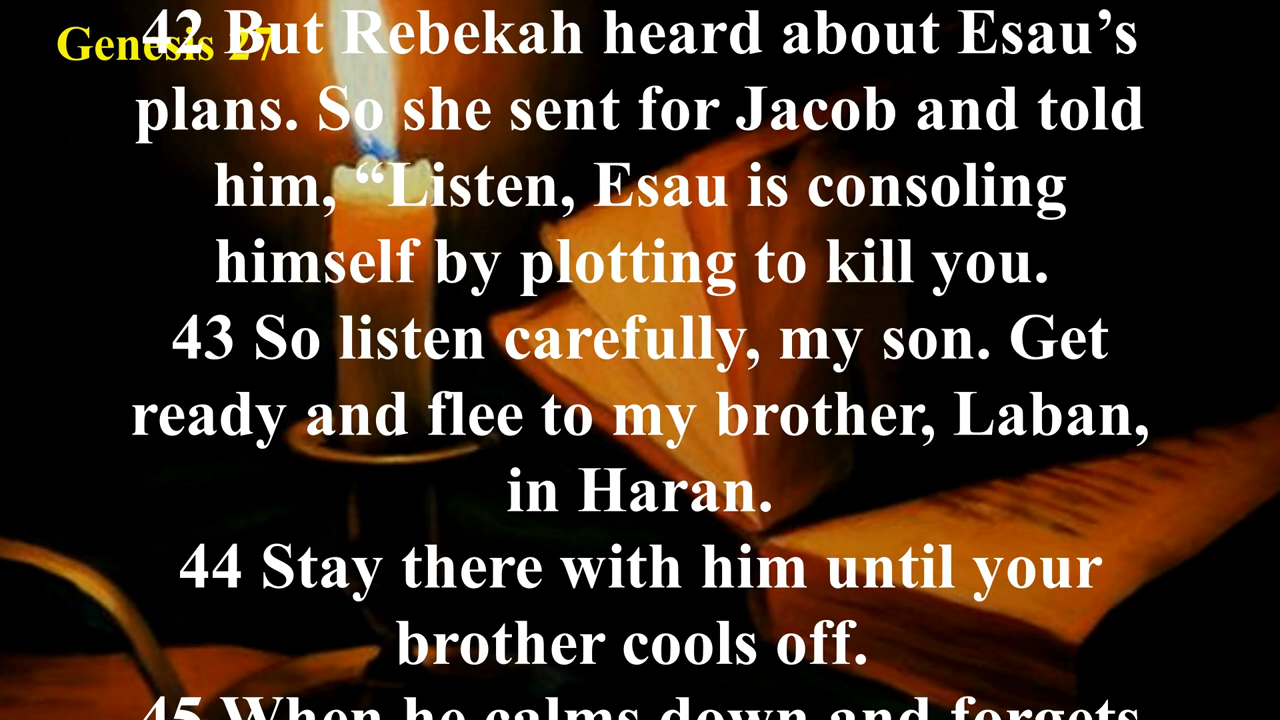 Genesis 27
42 But Rebekah heard about Esau’s
plans. So she sent for Jacob and told
him, “Listen, Esau is consoling
himself by plotting to kill you.
43 So listen carefully, my son. Get
ready and flee to my brother, Laban,
in Haran.
44 Stay there with him until your
brother cools off.
45 When he calms down and forgets